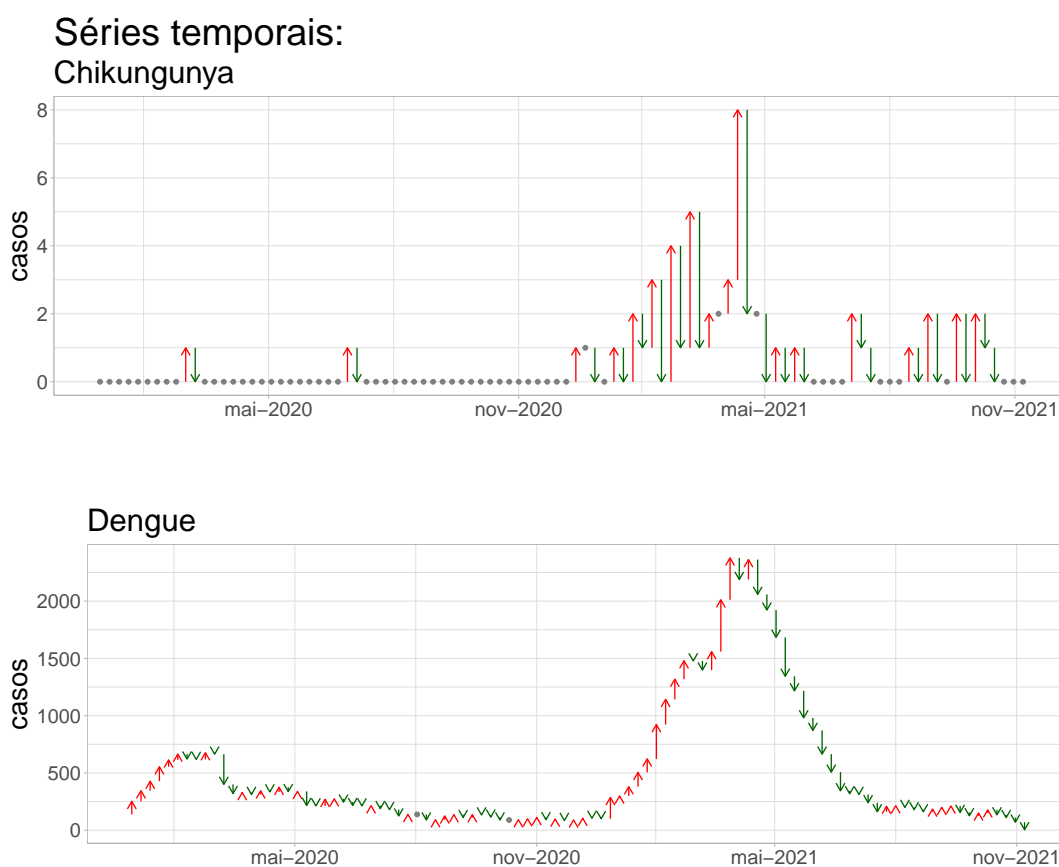 Séries temporais:
Chikungunya
8
6
4
2
0
casos
mai–2020
nov–2020
mai–2021
nov–2021
Dengue
2000
1500
1000
500
0
casos
mai–2020
nov–2020
mai–2021
nov–2021